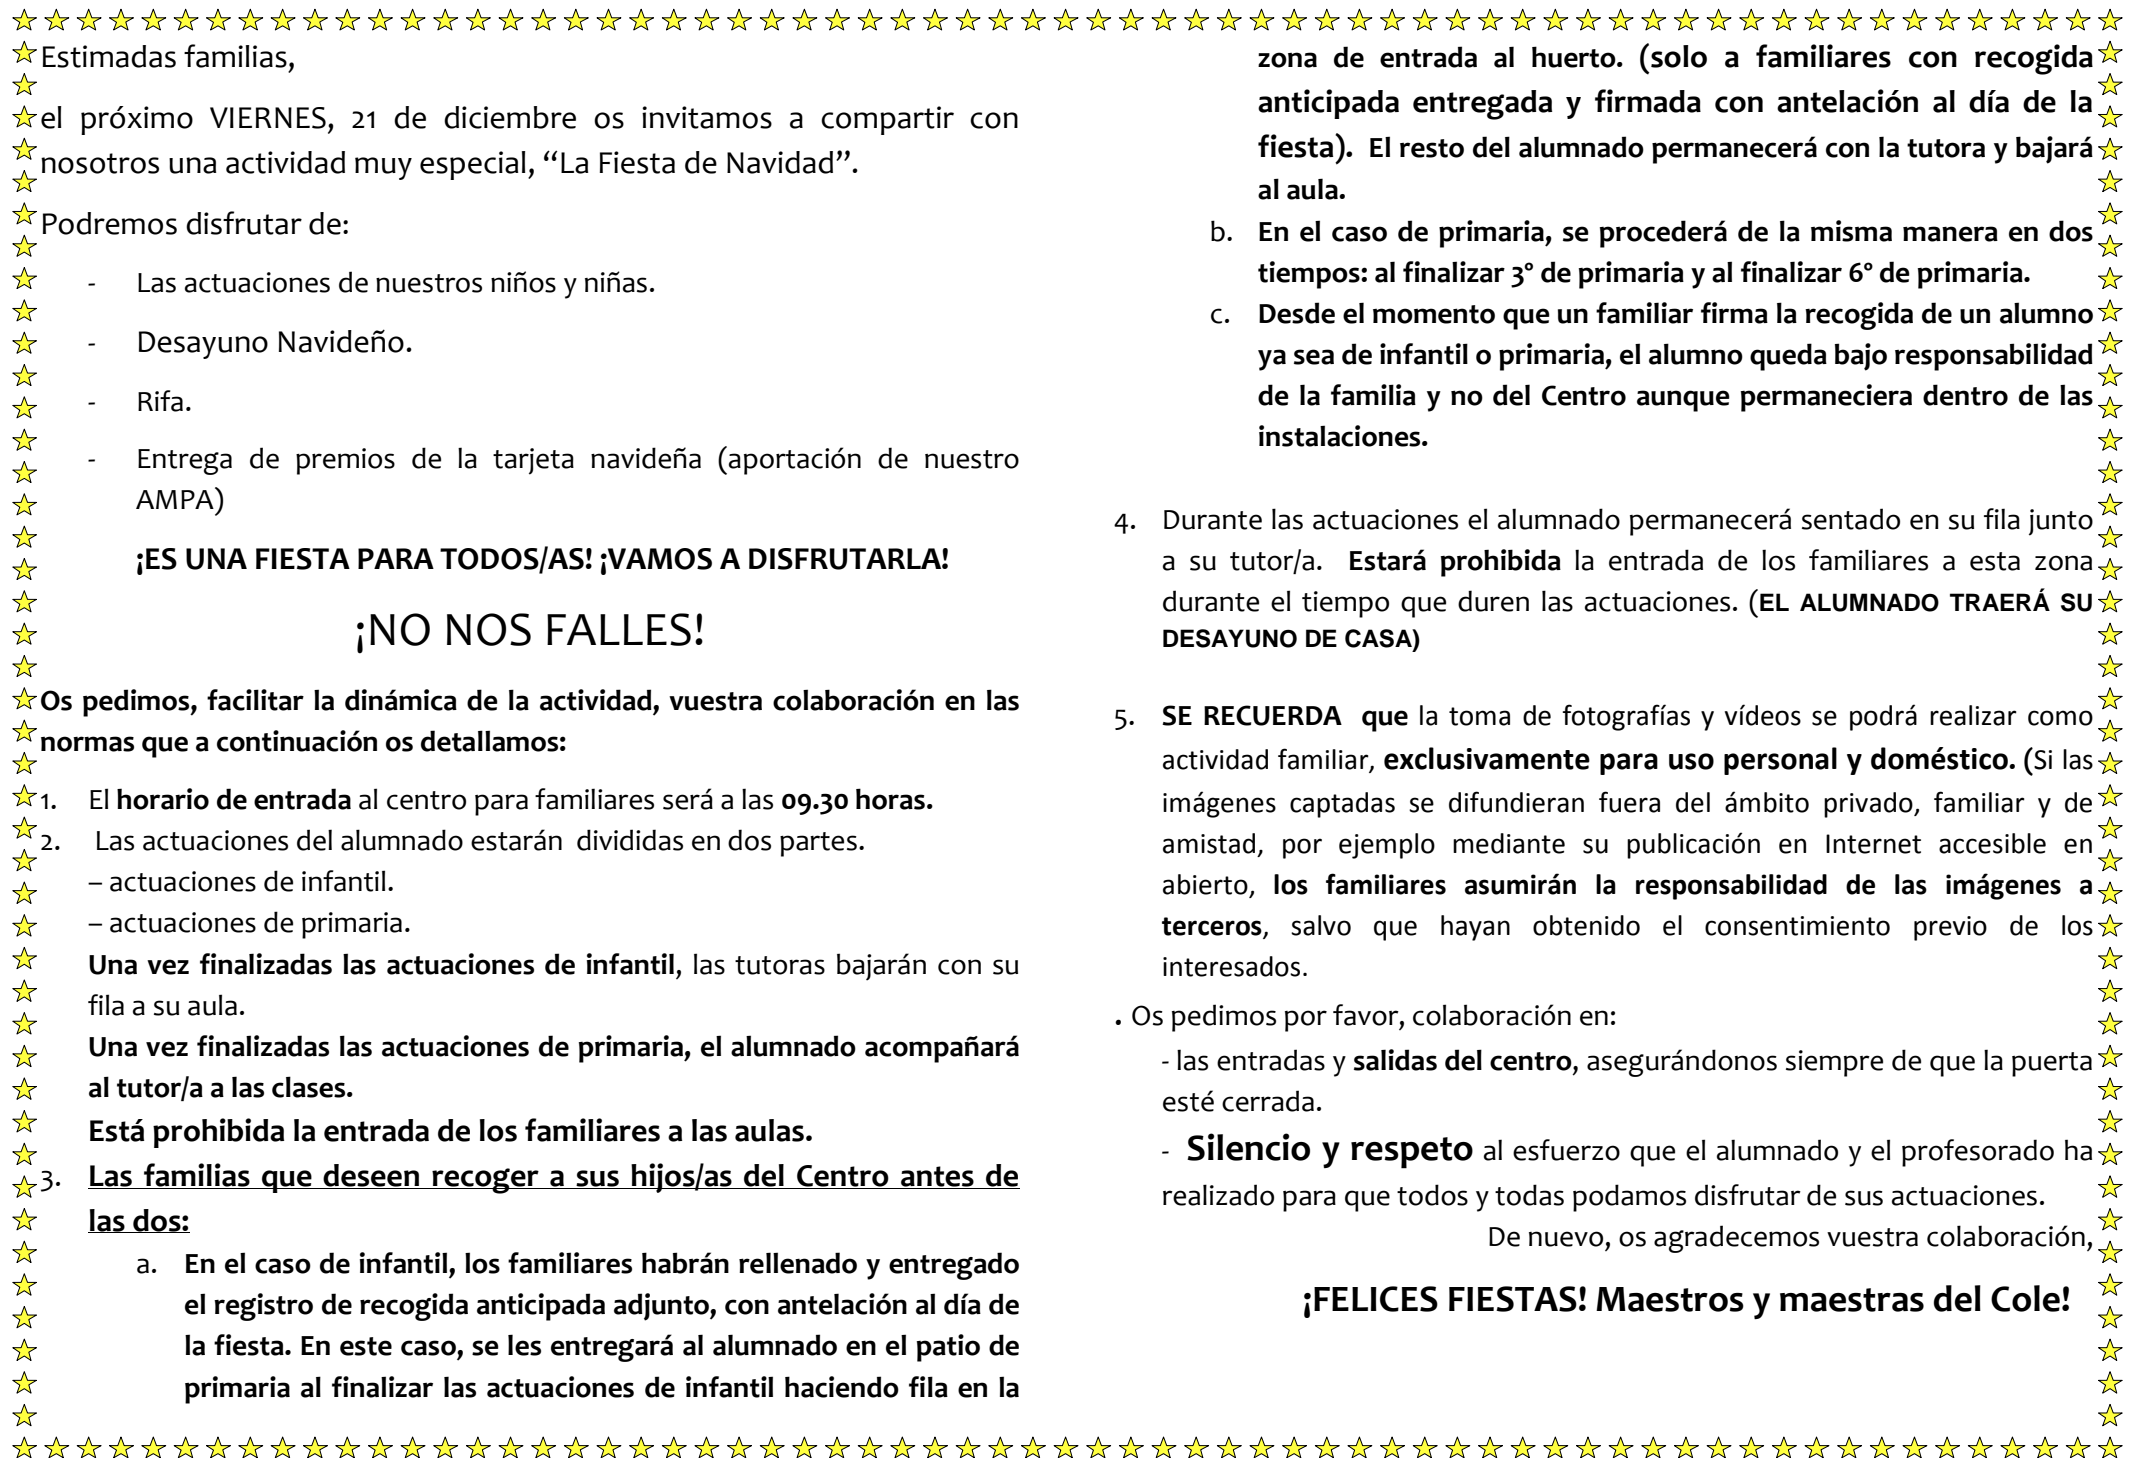 Estimadas familias,
el próximo VIERNES, 21 de diciembre os invitamos a compartir con
nosotros una actividad muy especial, “La Fiesta de Navidad”.
Podremos disfrutar de:
- Las actuaciones de nuestros niños y niñas.
- Desayuno Navideño.
- Rifa.
- Entrega de premios de la tarjeta navideña (aportación de nuestro
AMPA)
¡ES UNA FIESTA PARA TODOS/AS! ¡VAMOS A DISFRUTARLA!
¡NO NOS FALLES!
Os pedimos, facilitar la dinámica de la actividad, vuestra colaboración en las
normas que a continuación os detallamos:
1. El horario de entrada al centro para familiares será a las 09.30 horas.
2. Las actuaciones del alumnado estarán divididas en dos partes.
– actuaciones de infantil.
– actuaciones de primaria.
Una vez finalizadas las actuaciones de infantil, las tutoras bajarán con su
fila a su aula.
Una vez finalizadas las actuaciones de primaria, el alumnado acompañará
al tutor/a a las clases.
Está prohibida la entrada de los familiares a las aulas.
3. Las familias que deseen recoger a sus hijos/as del Centro antes de
las dos:
a. En el caso de infantil, los familiares habrán rellenado y entregado
el registro de recogida anticipada adjunto, con antelación al día de
la fiesta. En este caso, se les entregará al alumnado en el patio de
primaria al finalizar las actuaciones de infantil haciendo fila en la
zona de entrada al huerto. (solo a familiares con recogida
anticipada entregada y firmada con antelación al día de la
fiesta). El resto del alumnado permanecerá con la tutora y bajará
al aula.
b. En el caso de primaria, se procederá de la misma manera en dos
tiempos: al finalizar 3° de primaria y al finalizar 6° de primaria.
c. Desde el momento que un familiar firma la recogida de un alumno
ya sea de infantil o primaria, el alumno queda bajo responsabilidad
de la familia y no del Centro aunque permaneciera dentro de las
instalaciones.
4. Durante las actuaciones el alumnado permanecerá sentado en su fila junto
a su tutor/a. Estará prohibida la entrada de los familiares a esta zona
durante el tiempo que duren las actuaciones. (EL ALUMNADO TRAERÁ SU
DESAYUNO DE CASA)
5. SE RECUERDA que la toma de fotografías y vídeos se podrá realizar como
actividad familiar, exclusivamente para uso personal y doméstico. (Si las
imágenes captadas se difundieran fuera del ámbito privado, familiar y de
amistad, por ejemplo mediante su publicación en Internet accesible en
abierto, los familiares asumirán la responsabilidad de las imágenes a
terceros, salvo que hayan obtenido el consentimiento previo de los
interesados.
. Os pedimos por favor, colaboración en:
- las entradas y salidas del centro, asegurándonos siempre de que la puerta
esté cerrada.
- Silencio y respeto al esfuerzo que el alumnado y el profesorado ha
realizado para que todos y todas podamos disfrutar de sus actuaciones.
De nuevo, os agradecemos vuestra colaboración,
¡FELICES FIESTAS! Maestros y maestras del Cole!